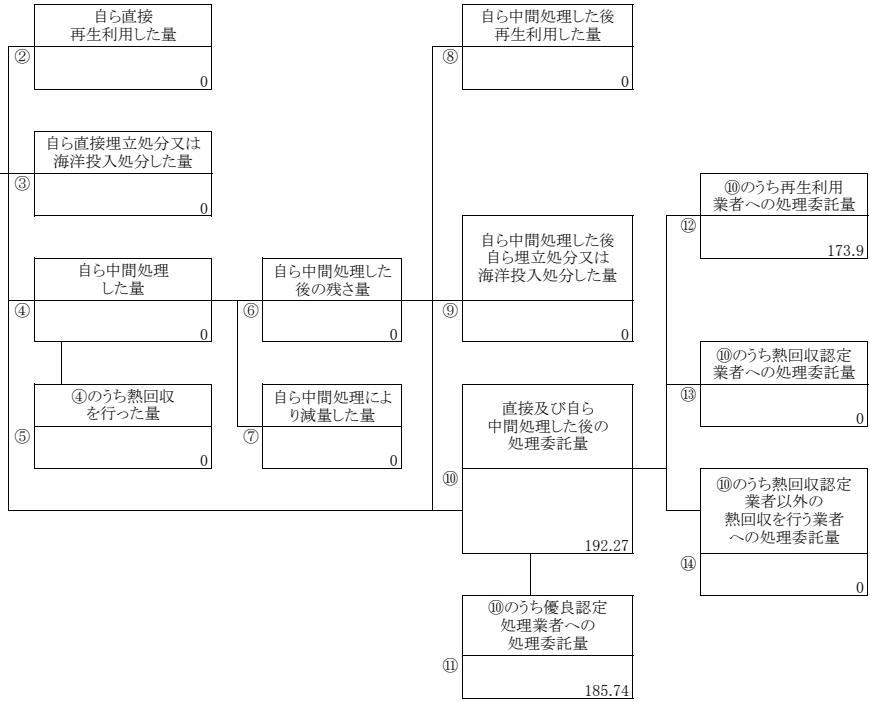 自ら直接
再生利用した量
②
0
自ら直接埋立処分又は
海洋投入処分した量
③
0
自ら中間処理
した量
④
0
④のうち熱回収
を行った量
⑤
0
自ら中間処理した
後の残さ量
⑥
0
自ら中間処理によ
り減量した量
⑦
0
自ら中間処理した後
再生利用した量
⑧
0
自ら中間処理した後
自ら埋立処分又は
海洋投入処分した量
⑨
0
直接及び自ら
中間処理した後の
処理委託量
⑩
192.27
⑩のうち優良認定
処理業者への
処理委託量
⑪
185.74
⑩のうち再生利用
業者への処理委託量
⑫
173.9
⑩のうち熱回収認定
業者への処理委託量
⑬
0
⑩のうち熱回収認定
業者以外の
熱回収を行う業者
への処理委託量
⑭
0